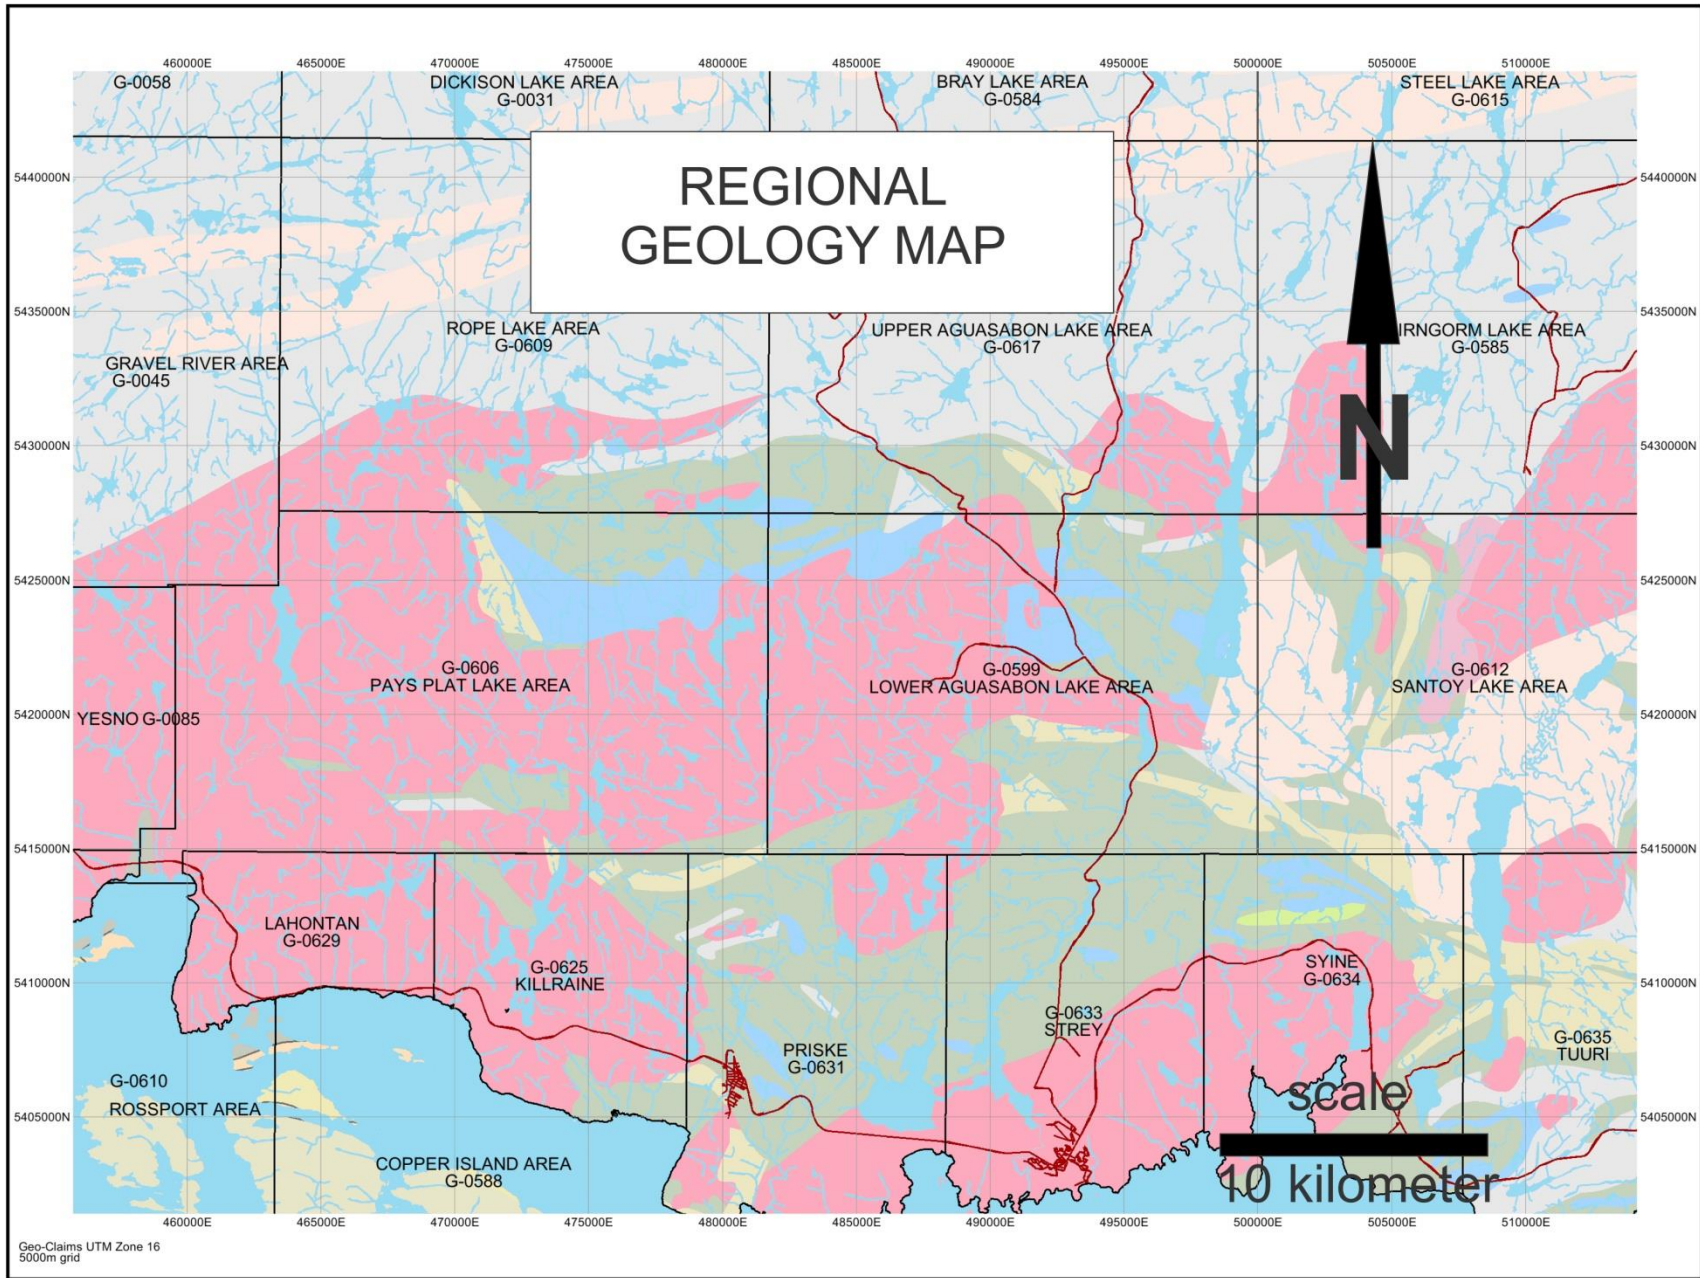 460000E 465000E 470000E 475000E 480000E 485000E 490000E 495000E 500000E 505000E 510000E
G-0058
DICKISON LAKE AREA
G-0031
BRAY LAKE AREA
G-0584
STEEL LAKE AREA
G-0615
REGIONAL
GEOLOGY MAP
5440000N 5440000N
5435000N 5435000N
ROPE LAKE AREA
G-0609
UPPER AGUASABON LAKE AREA
G-0617
IRNGORM LAKE AREA
G-0585
GRAVEL RIVER AREA
G-0045
N
5430000N 5430000N
5425000N 5425000N
G-0606
PAYS PLAT LAKE AREA
G-0599
LOWER AGUASABON LAKE AREA
G-0612
SANTOY LAKE AREA
YESNO G-0085
5420000N 5420000N
5415000N 5415000N
LAHONTAN
G-0629
G-0625
KILLRAINE
SYINE
G-0634
5410000N 5410000N
G-0633
STREY
PRISKE
G-0631
G-0635
TUURI
G-0610
ROSSPORT AREA
scale
5405000N 5405000N
COPPER ISLAND AREA
G-0588
10 kilometer
460000E 465000E 470000E 475000E 480000E 485000E 490000E 495000E 500000E 505000E 510000E
Geo-Claims UTM Zone 16
5000m grid